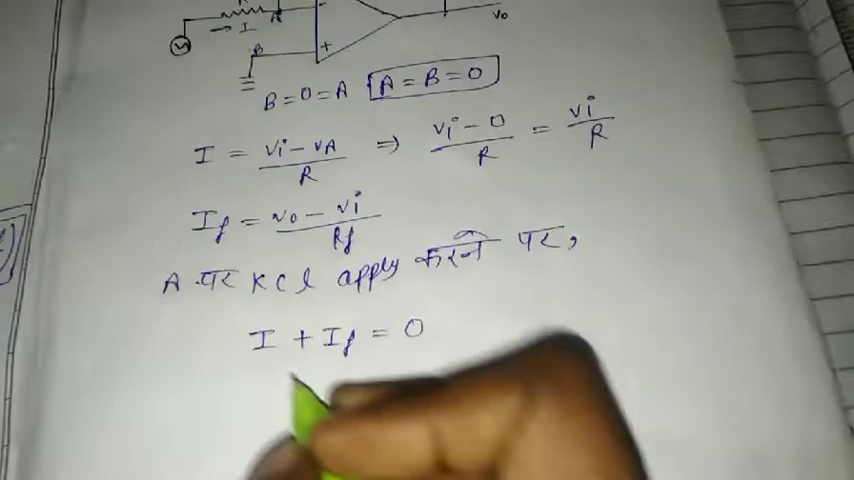 A
→ I
B
-
+
Vo
B = 0 = A A = B = 0
I = Vi - VA / R ⇒ Vi - 0 / R = Vi / R
If = Vo - Vi / Rf
A पर KCl apply करने पर,
I + If = 0